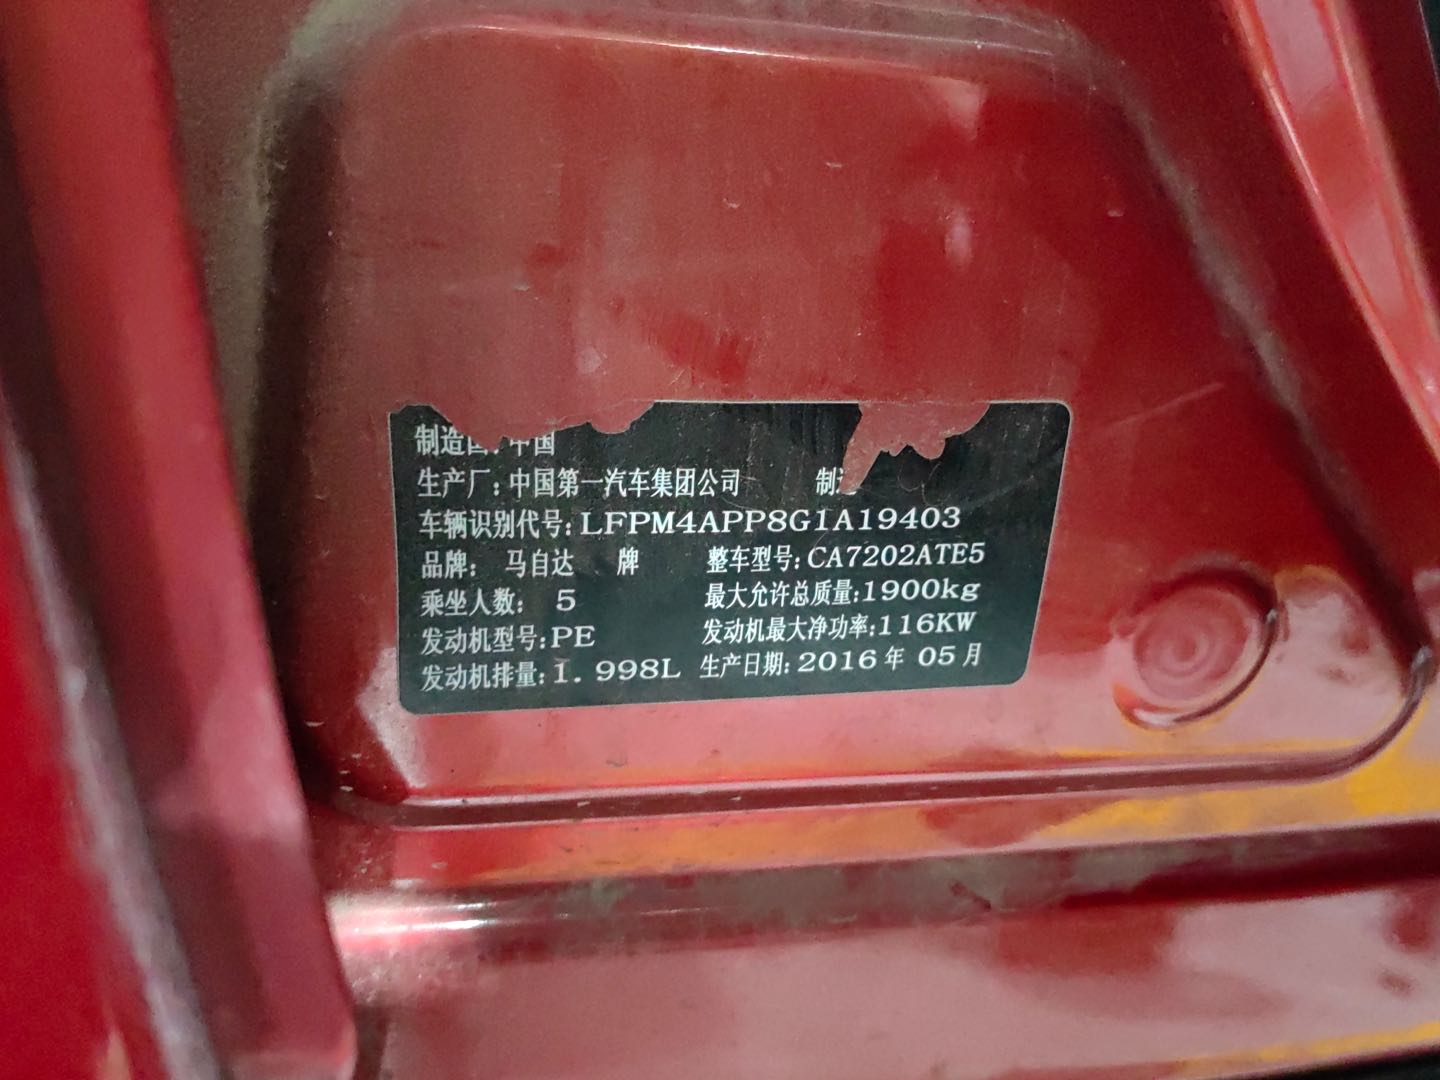 制造国：中国
生产厂：中国第一汽车集团公司 制造
车辆识别代号：LFPM4APP8G1A19403
品牌： 马自达 牌 整车型号：CA7202ATE5
乘坐人数： 5 最大允许总质量：1900kg
发动机型号：PE 发动机最大净功率：116KW
发动机排量：1.998L 生产日期：2016年 05月